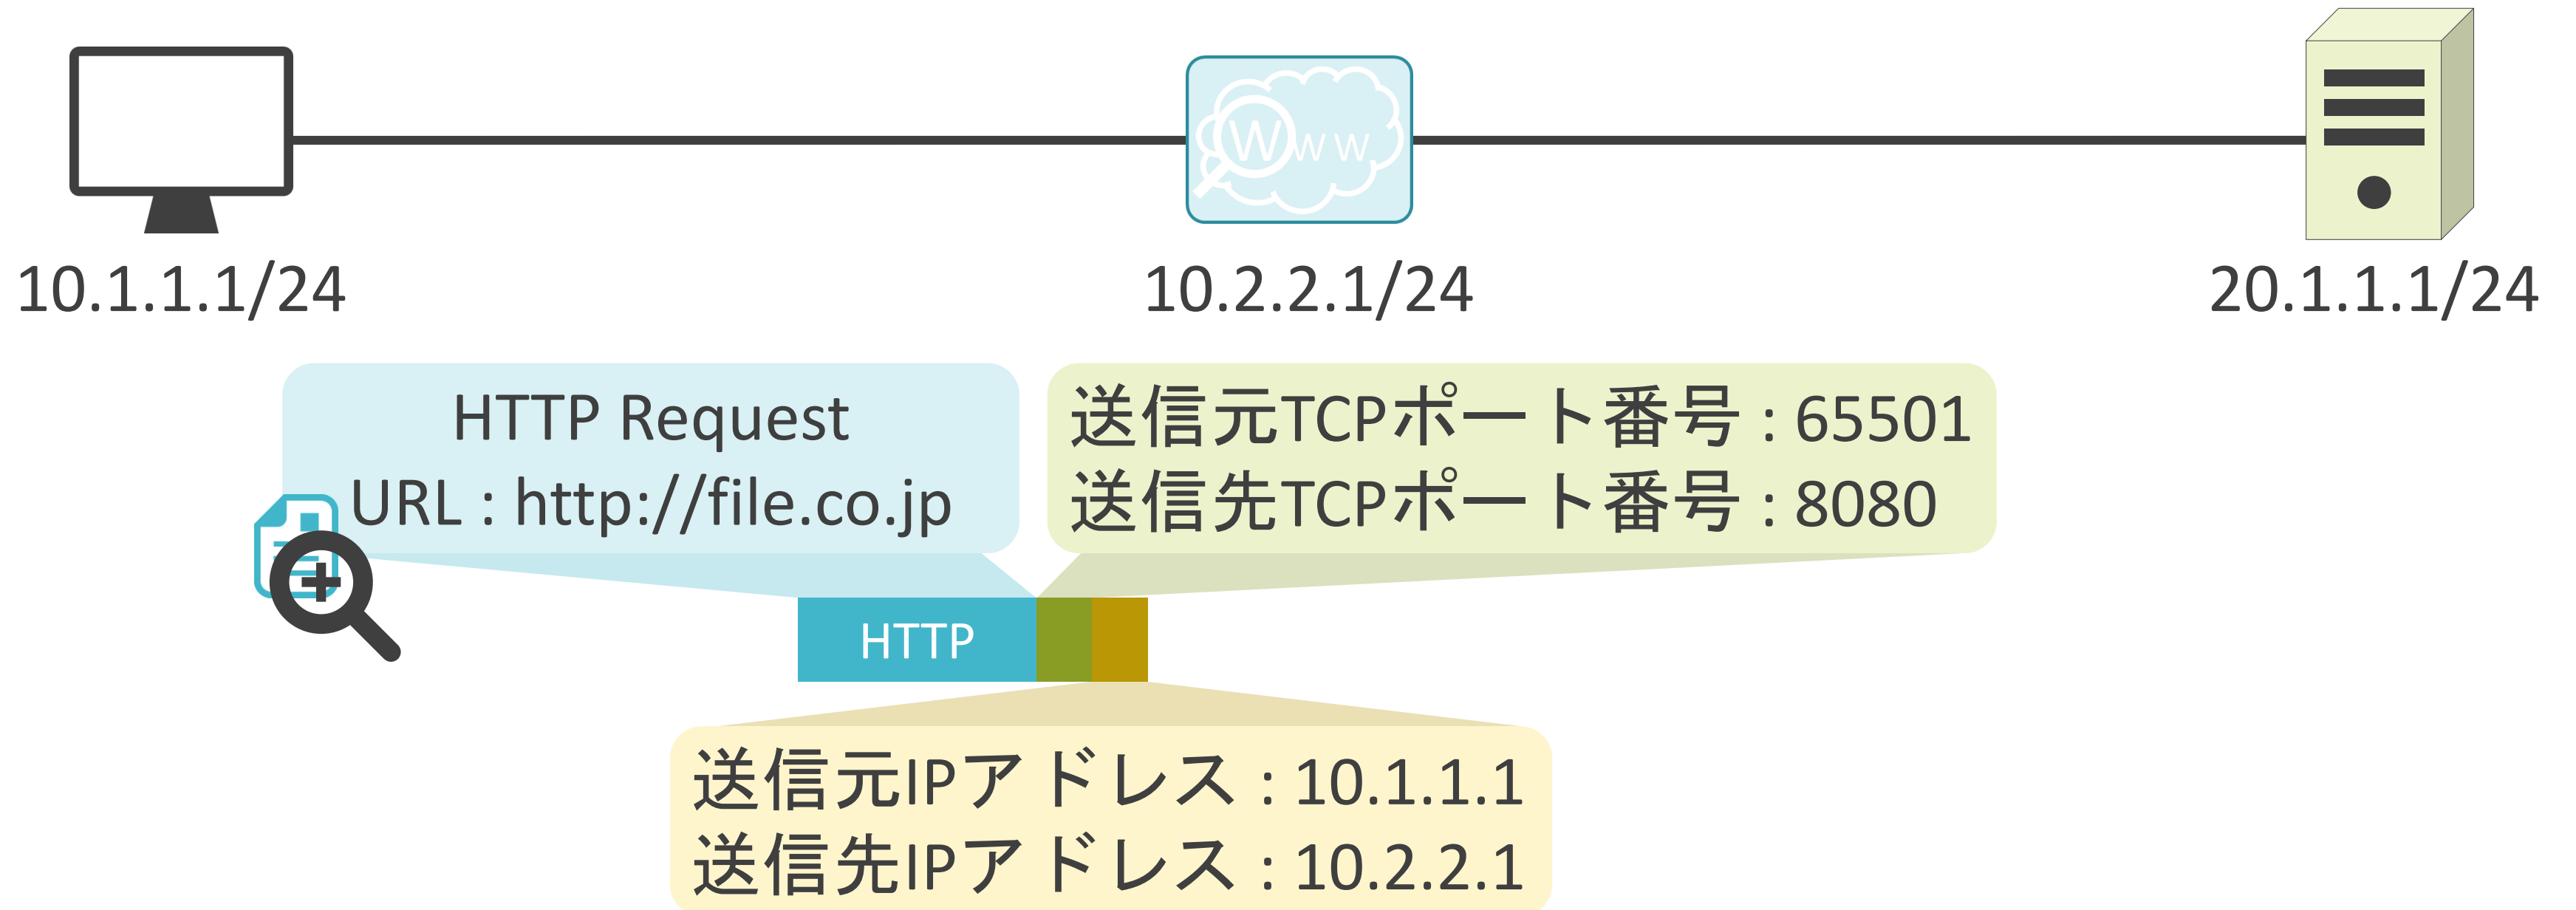 WWW
10.1.1.1/24
10.2.2.1/24
20.1.1.1/24
HTTP Request
URL : http://file.co.jp
送信元TCPポート番号 : 65501
送信先TCPポート番号 : 8080
HTTP
送信元IPアドレス : 10.1.1.1
送信先IPアドレス : 10.2.2.1